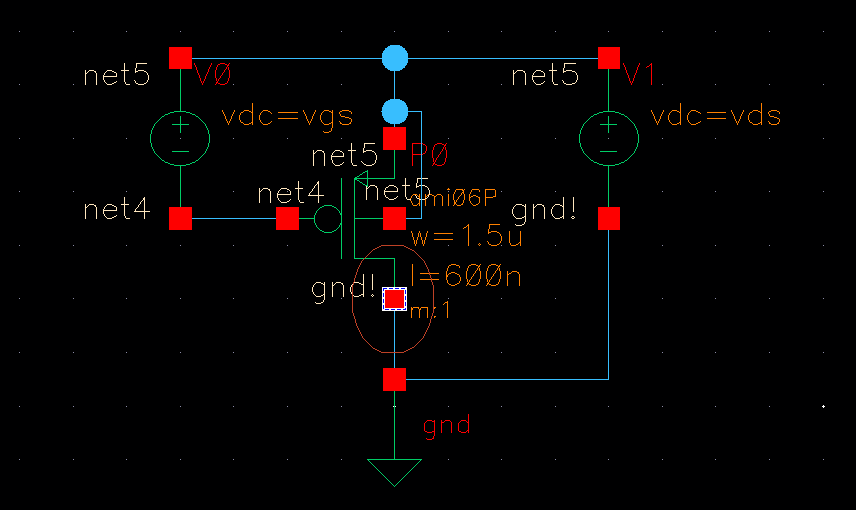 net5
V0
net5
V1
vdc=vgs
vdc=vds
net5
P0
net4
net5
ami06P
net4
gnd!
w=1.5u
l=600n
gnd!
m:1
gnd